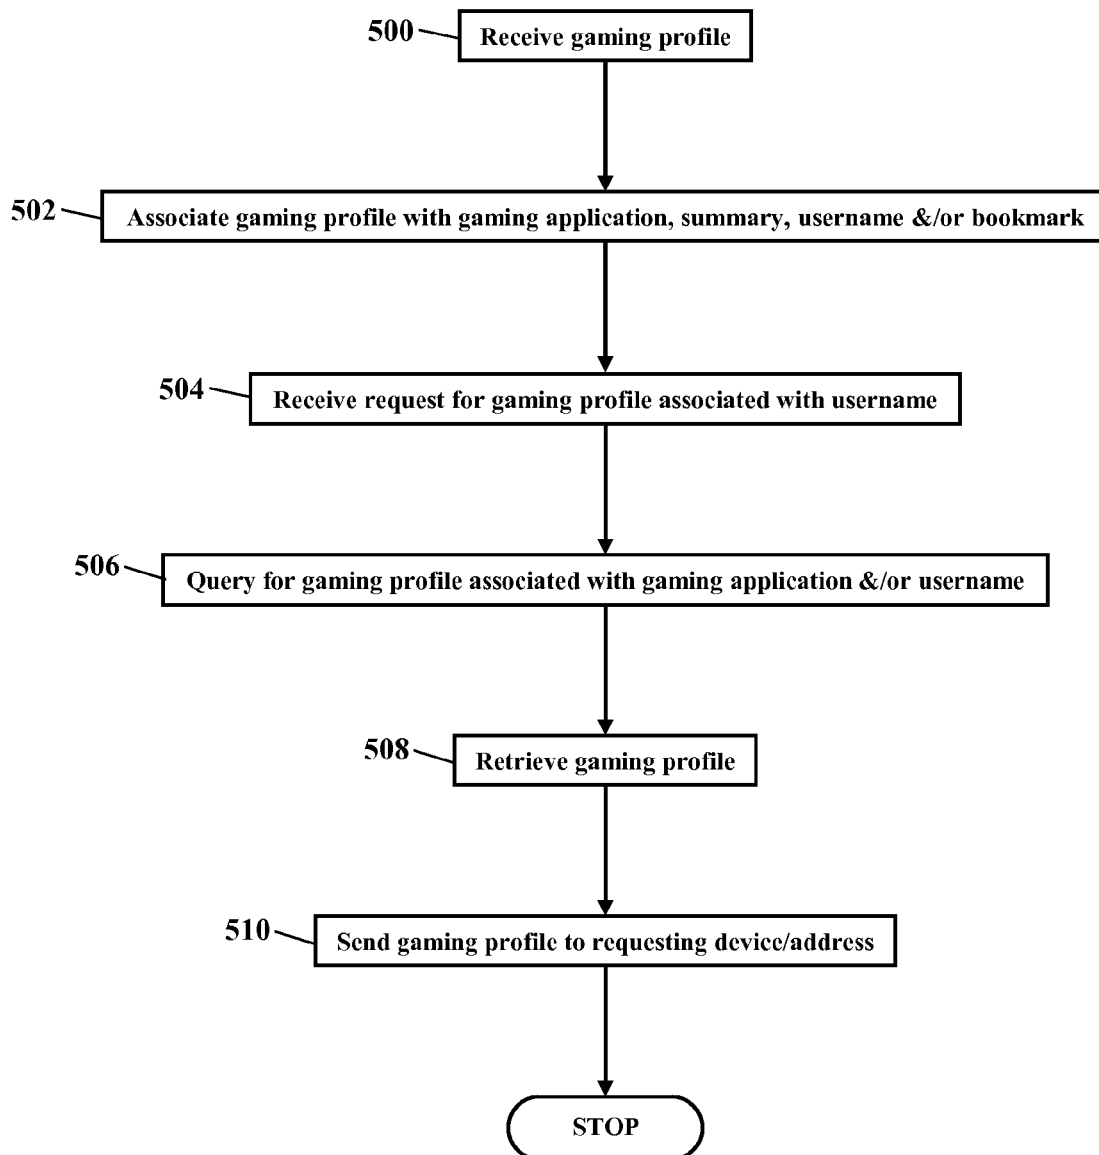 500 Receive gaming profile
502 Associate gaming profile with gaming application, summary, username &/or bookmark
504 Receive request for gaming profile associated with username
506 Query for gaming profile associated with gaming application &/or username
508 Retrieve gaming profile
510 Send gaming profile to requesting device/address
STOP